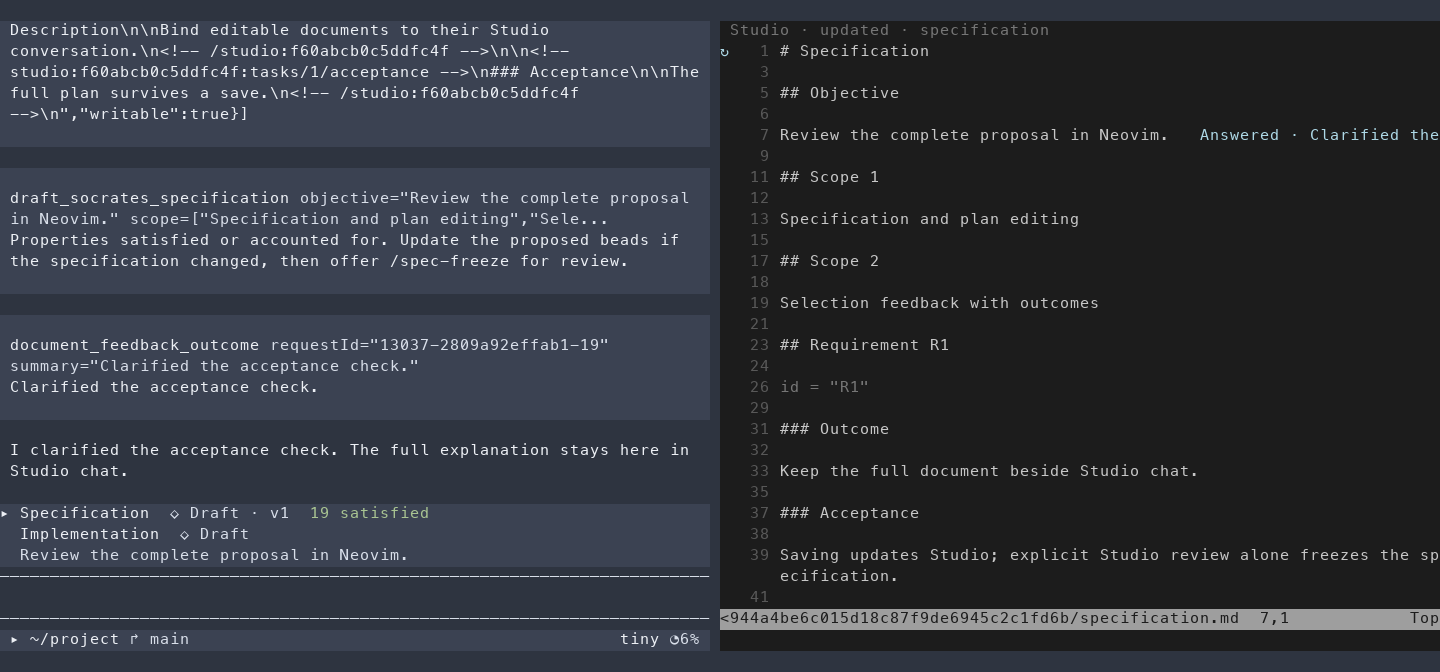 Description\n\nBind editable documents to their Studio
conversation.\n<!-- /studio:f60abcb0c5ddfc4f -->\n\n<!--
studio:f60abcb0c5ddfc4f:tasks/1/acceptance -->\n### Acceptance\n\nThe
full plan survives a save.\n<!-- /studio:f60abcb0c5ddfc4f
-->\n","writable":true}]
draft_socrates_specification objective="Review the complete proposal
in Neovim." scope=["Specification and plan editing","Sele...
Properties satisfied or accounted for. Update the proposed beads if
the specification changed, then offer /spec-freeze for review.
document_feedback_outcome requestId="13037-2809a92effab1-19"
summary="Clarified the acceptance check."
Clarified the acceptance check.
I clarified the acceptance check. The full explanation stays here in
Studio chat.
▸ Specification ◇ Draft · v1 19 satisfied
Implementation ◇ Draft
Review the complete proposal in Neovim.
▸ ~/project ↱ main tiny ◔6%
Studio · updated · specification
↻ 1 # Specification
3
5 ## Objective
6
7 Review the complete proposal in Neovim. Answered · Clarified the
9
11 ## Scope 1
12
13 Specification and plan editing
15
17 ## Scope 2
18
19 Selection feedback with outcomes
21
23 ## Requirement R1
24
26 id = "R1"
29
31 ### Outcome
32
33 Keep the full document beside Studio chat.
35
37 ### Acceptance
38
39 Saving updates Studio; explicit Studio review alone freezes the sp
ecification.
41
<944a4be6c015d18c87f9de6945c2c1fd6b/specification.md 7,1 Top